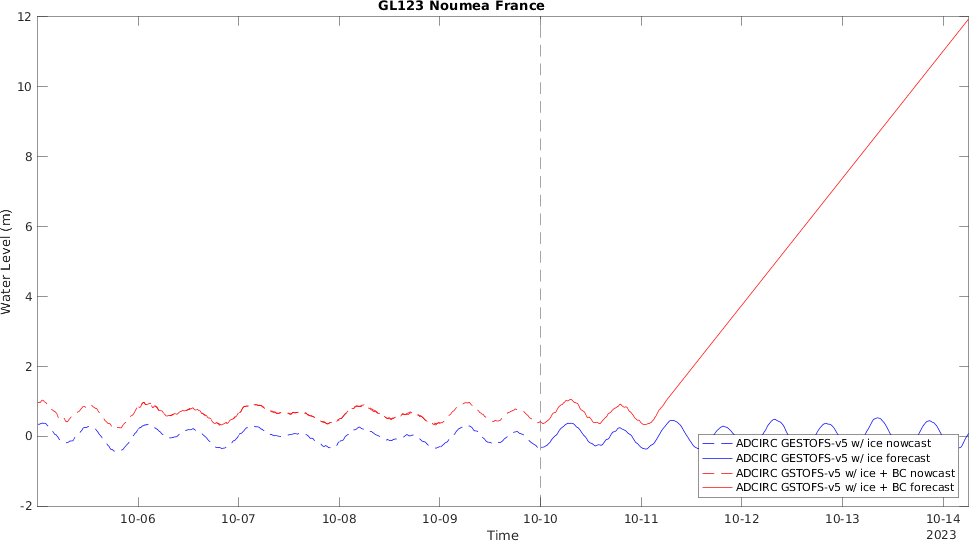 GL123 Noumea France
12
10
8
6
4
2
0
-2
Water Level (m)
ADCIRC GESTOFS-v5 w/ ice nowcast
ADCIRC GESTOFS-v5 w/ ice forecast
ADCIRC GSTOFS-v5 w/ ice + BC nowcast
ADCIRC GSTOFS-v5 w/ ice + BC forecast
10-06 10-07 10-08 10-09 10-10 10-11 10-12 10-13 10-14
Time
2023